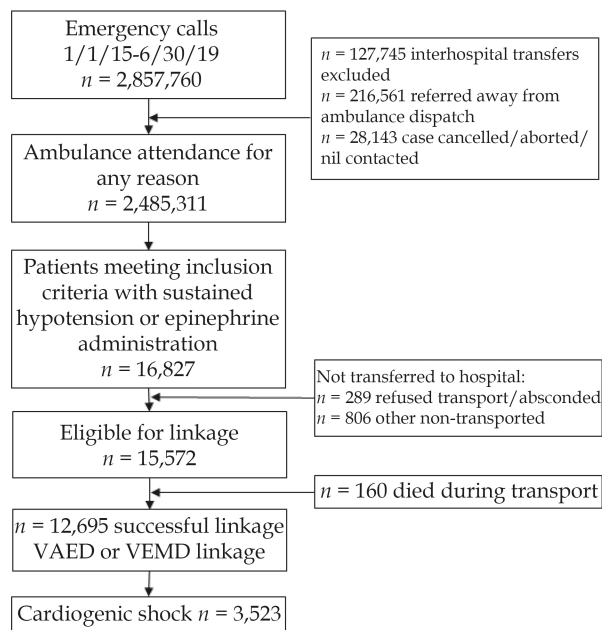 Emergency calls
1/1/15-6/30/19
n = 2,857,760
n = 127,745 interhospital transfers
excluded
n = 216,561 referred away from
ambulance dispatch
n = 28,143 case cancelled/aborted/
nil contacted
Ambulance attendance for
any reason
n = 2,485,311
Patients meeting inclusion
criteria with sustained
hypotension or epinephrine
administration
n = 16,827
Not transferred to hospital:
n = 289 refused transport/absconded
n = 806 other non-transported
Eligible for linkage
n = 15,572
n = 160 died during transport
n = 12,695 successful linkage
VAED or VEMD linkage
Cardiogenic shock n = 3,523